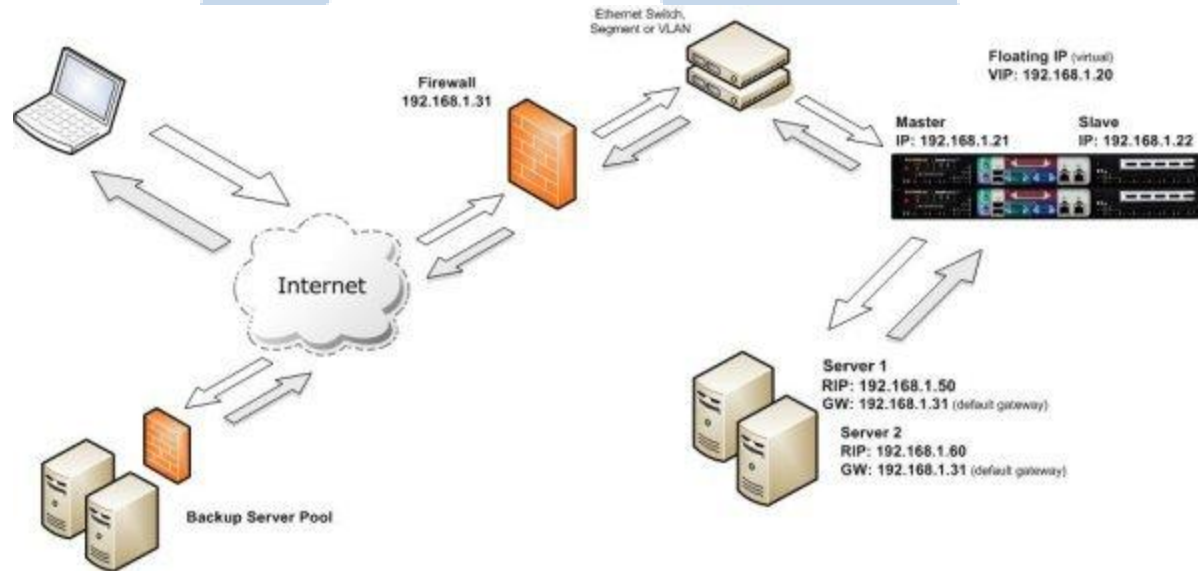 Ethernet Switch,
Segment or VLAN
Firewall
192.168.1.31
Floating IP (virtual)
VIP: 192.168.1.20
Master
IP: 192.168.1.21
Slave
IP: 192.168.1.22
Internet
Server 1
RIP: 192.168.1.50
GW: 192.168.1.31 (default gateway)
Server 2
RIP: 192.168.1.60
GW: 192.168.1.31 (default gateway)
Backup Server Pool